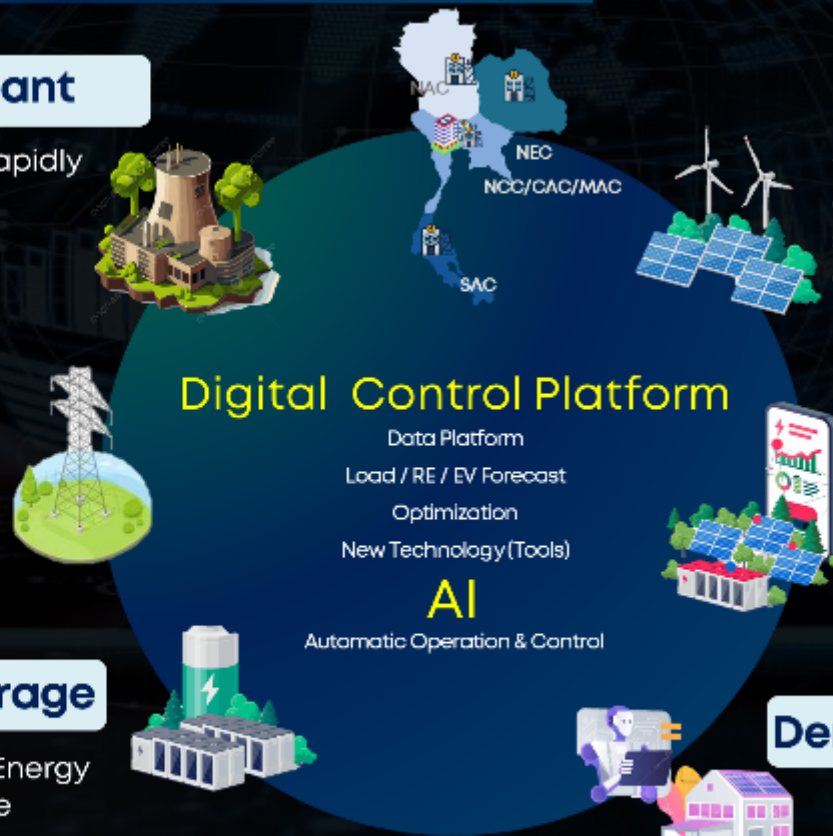 ant
apidly
NAC
NEC
NCC/CAC/MAC
SAC
Digital Control Platform
Data Platform
Load / RE / EV Forecast
Optimization
New Technology(Tools)
AI
Automatic Operation & Control
rage
Energy
e
De